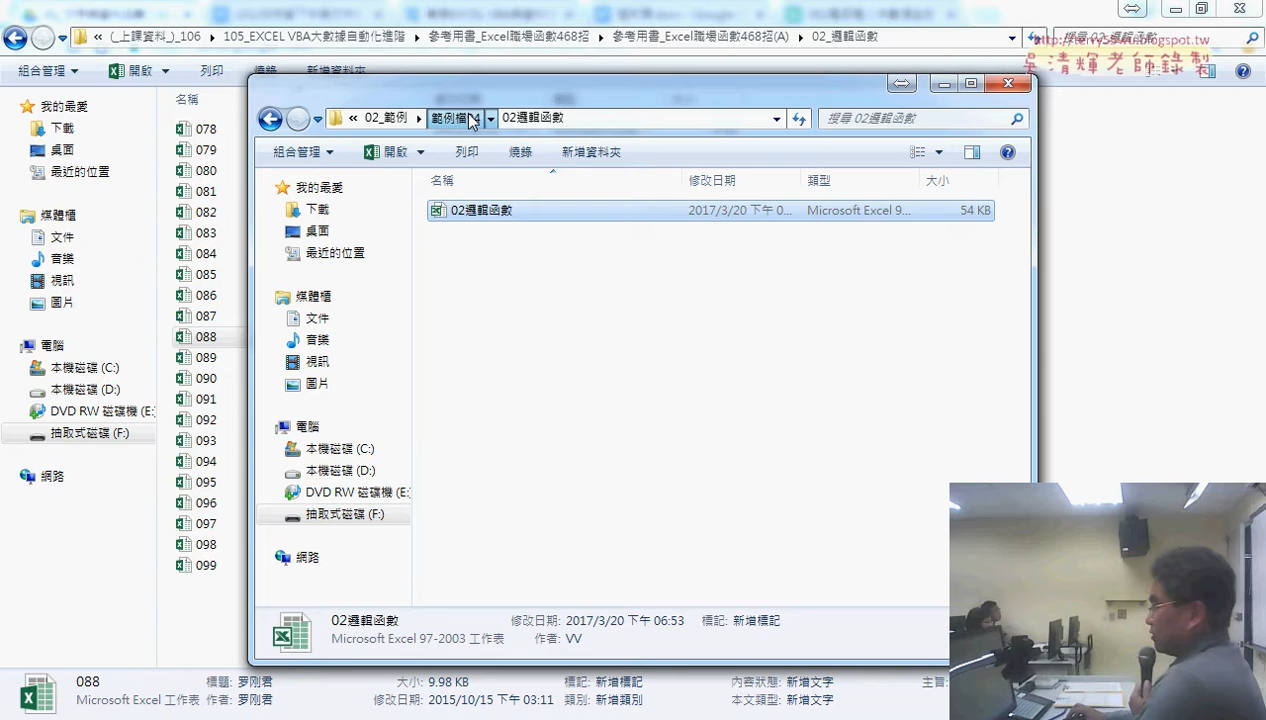 (_上課資料_)_106 105_EXCEL VBA大數據自動化進階 參考用書_Excel職場函數468招 參考用書_Excel職場函數468招(A) 02_邏輯函數
搜尋 02_邏輯函數
http://terry55wu.blogspot.tw
吳清輝老師錄製
組合管理 開啟 列印 燒錄 新增資料夾
我的最愛
下載
桌面
最近的位置
媒體櫃
文件
音樂
視訊
圖片
電腦
本機磁碟 (C:)
本機磁碟 (D:)
DVD RW 磁碟機 (E:
抽取式磁碟 (F:)
網路
名稱
078
079
080
081
082
083
084
085
086
087
088
089
090
091
092
093
094
095
096
097
098
099
02_範例 02邏輯函數
搜尋 02邏輯函數
組合管理 開啟 列印 燒錄 新增資料夾
我的最愛
下載
桌面
最近的位置
媒體櫃
文件
音樂
視訊
圖片
電腦
本機磁碟 (C:)
本機磁碟 (D:)
DVD RW 磁碟機 (E:
抽取式磁碟 (F:)
網路
名稱 修改日期 類型 大小
02邏輯函數 2017/3/20 下午 0... Microsoft Excel 9... 54 KB
02邏輯函數 修改日期: 2017/3/20 下午 06:53 標記: 新增標記
Microsoft Excel 97-2003 工作表 作者: VV
088 標題: 罗刚君 大小: 9.98 KB 標記: 新增標記 內容狀態: 新增文字 主旨:
Microsoft Excel 工作表 作者: 罗刚君 修改日期: 2015/10/15 下午 03:11 類別: 新增類別 本文類型: 新增文字